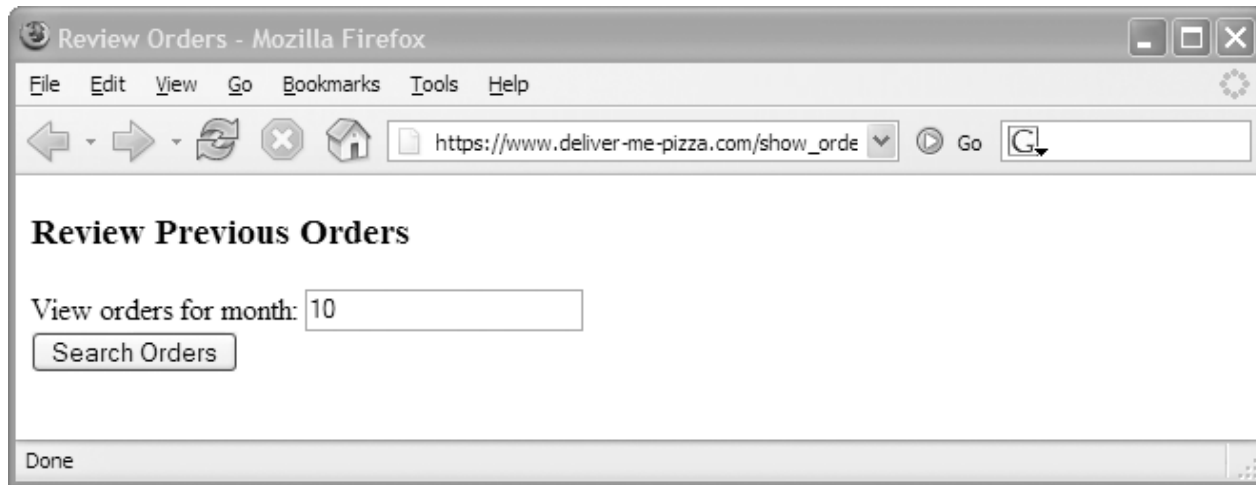 Review Orders - Mozilla Firefox
File Edit View Go Bookmarks Tools Help
https://www.deliver-me-pizza.com/show_orde Go G
Review Previous Orders
View orders for month: 10
Search Orders
Done